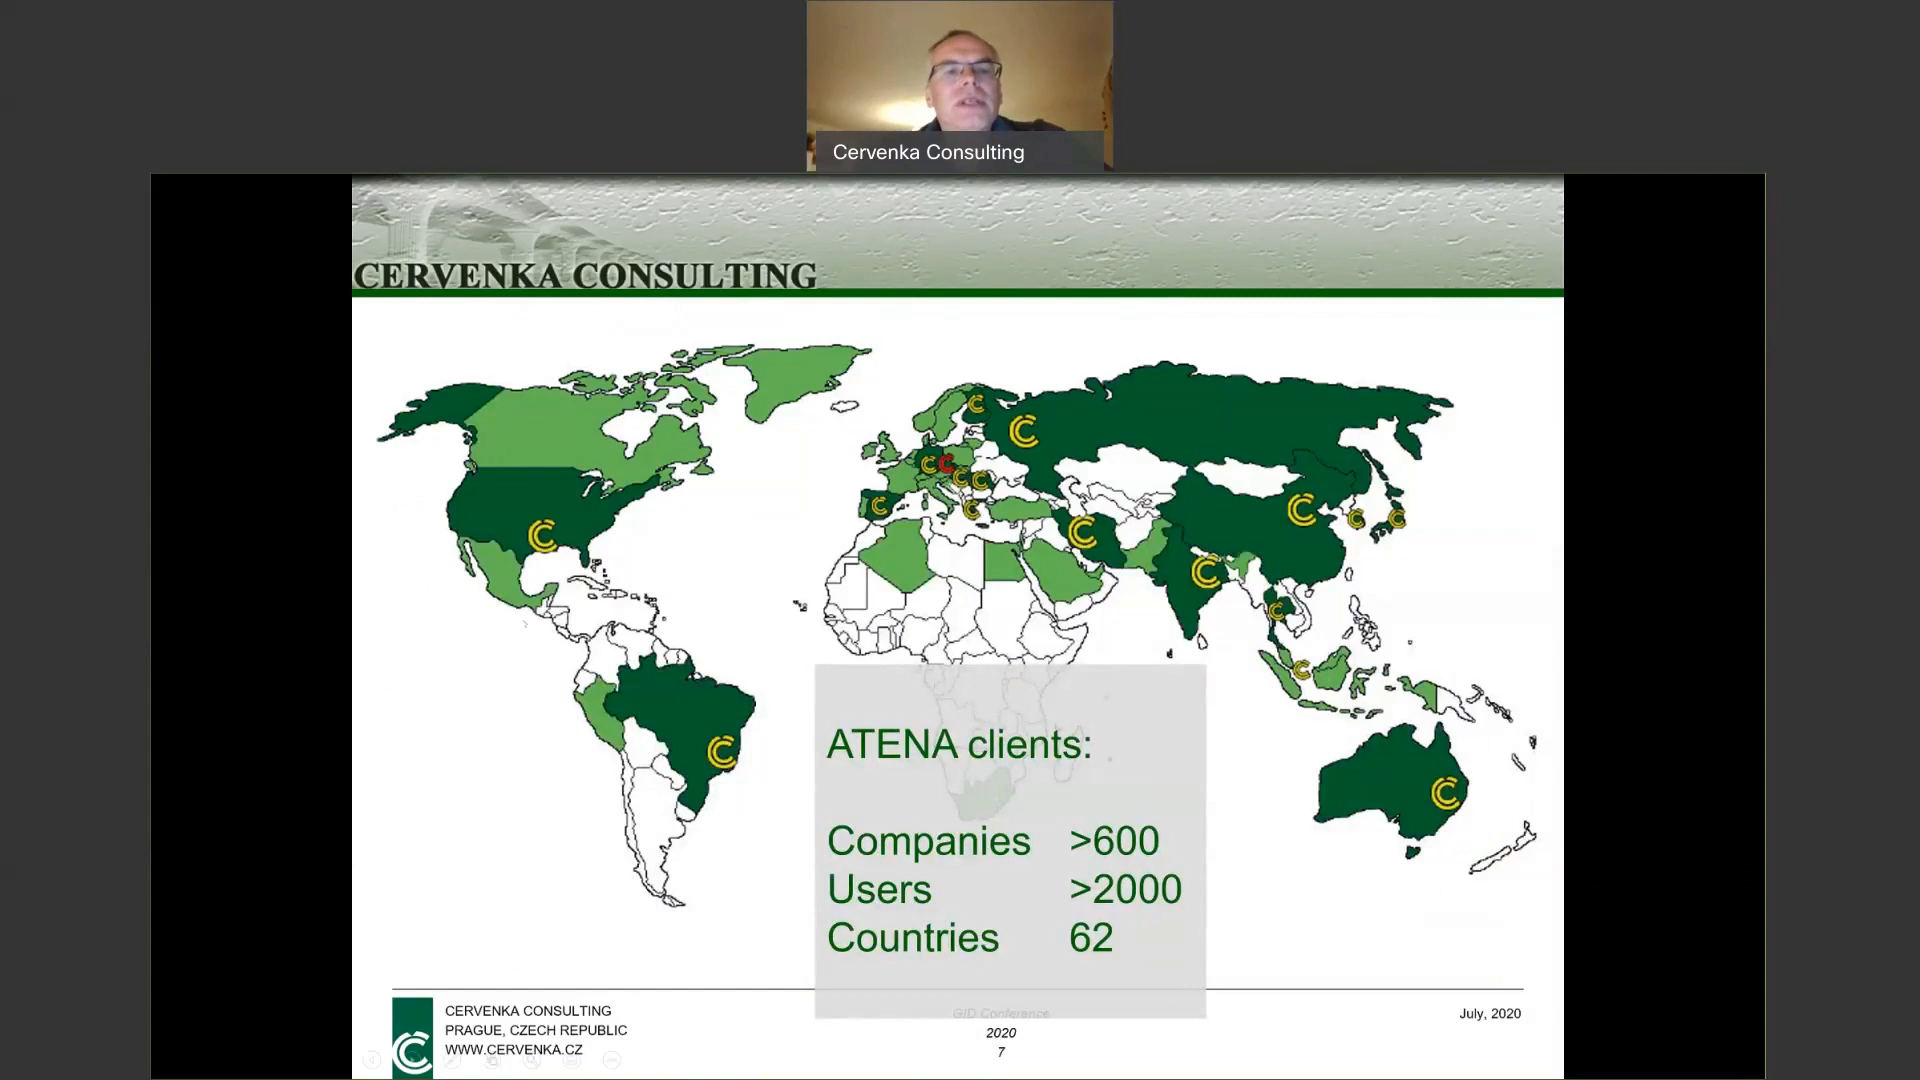 Cervenka Consulting
CERVENKA CONSULTING
ATENA clients:
Companies >600
Users >2000
Countries 62
CERVENKA CONSULTING
PRAGUE, CZECH REPUBLIC
WWW.CERVENKA.CZ
GID Conference
2020
7
July, 2020